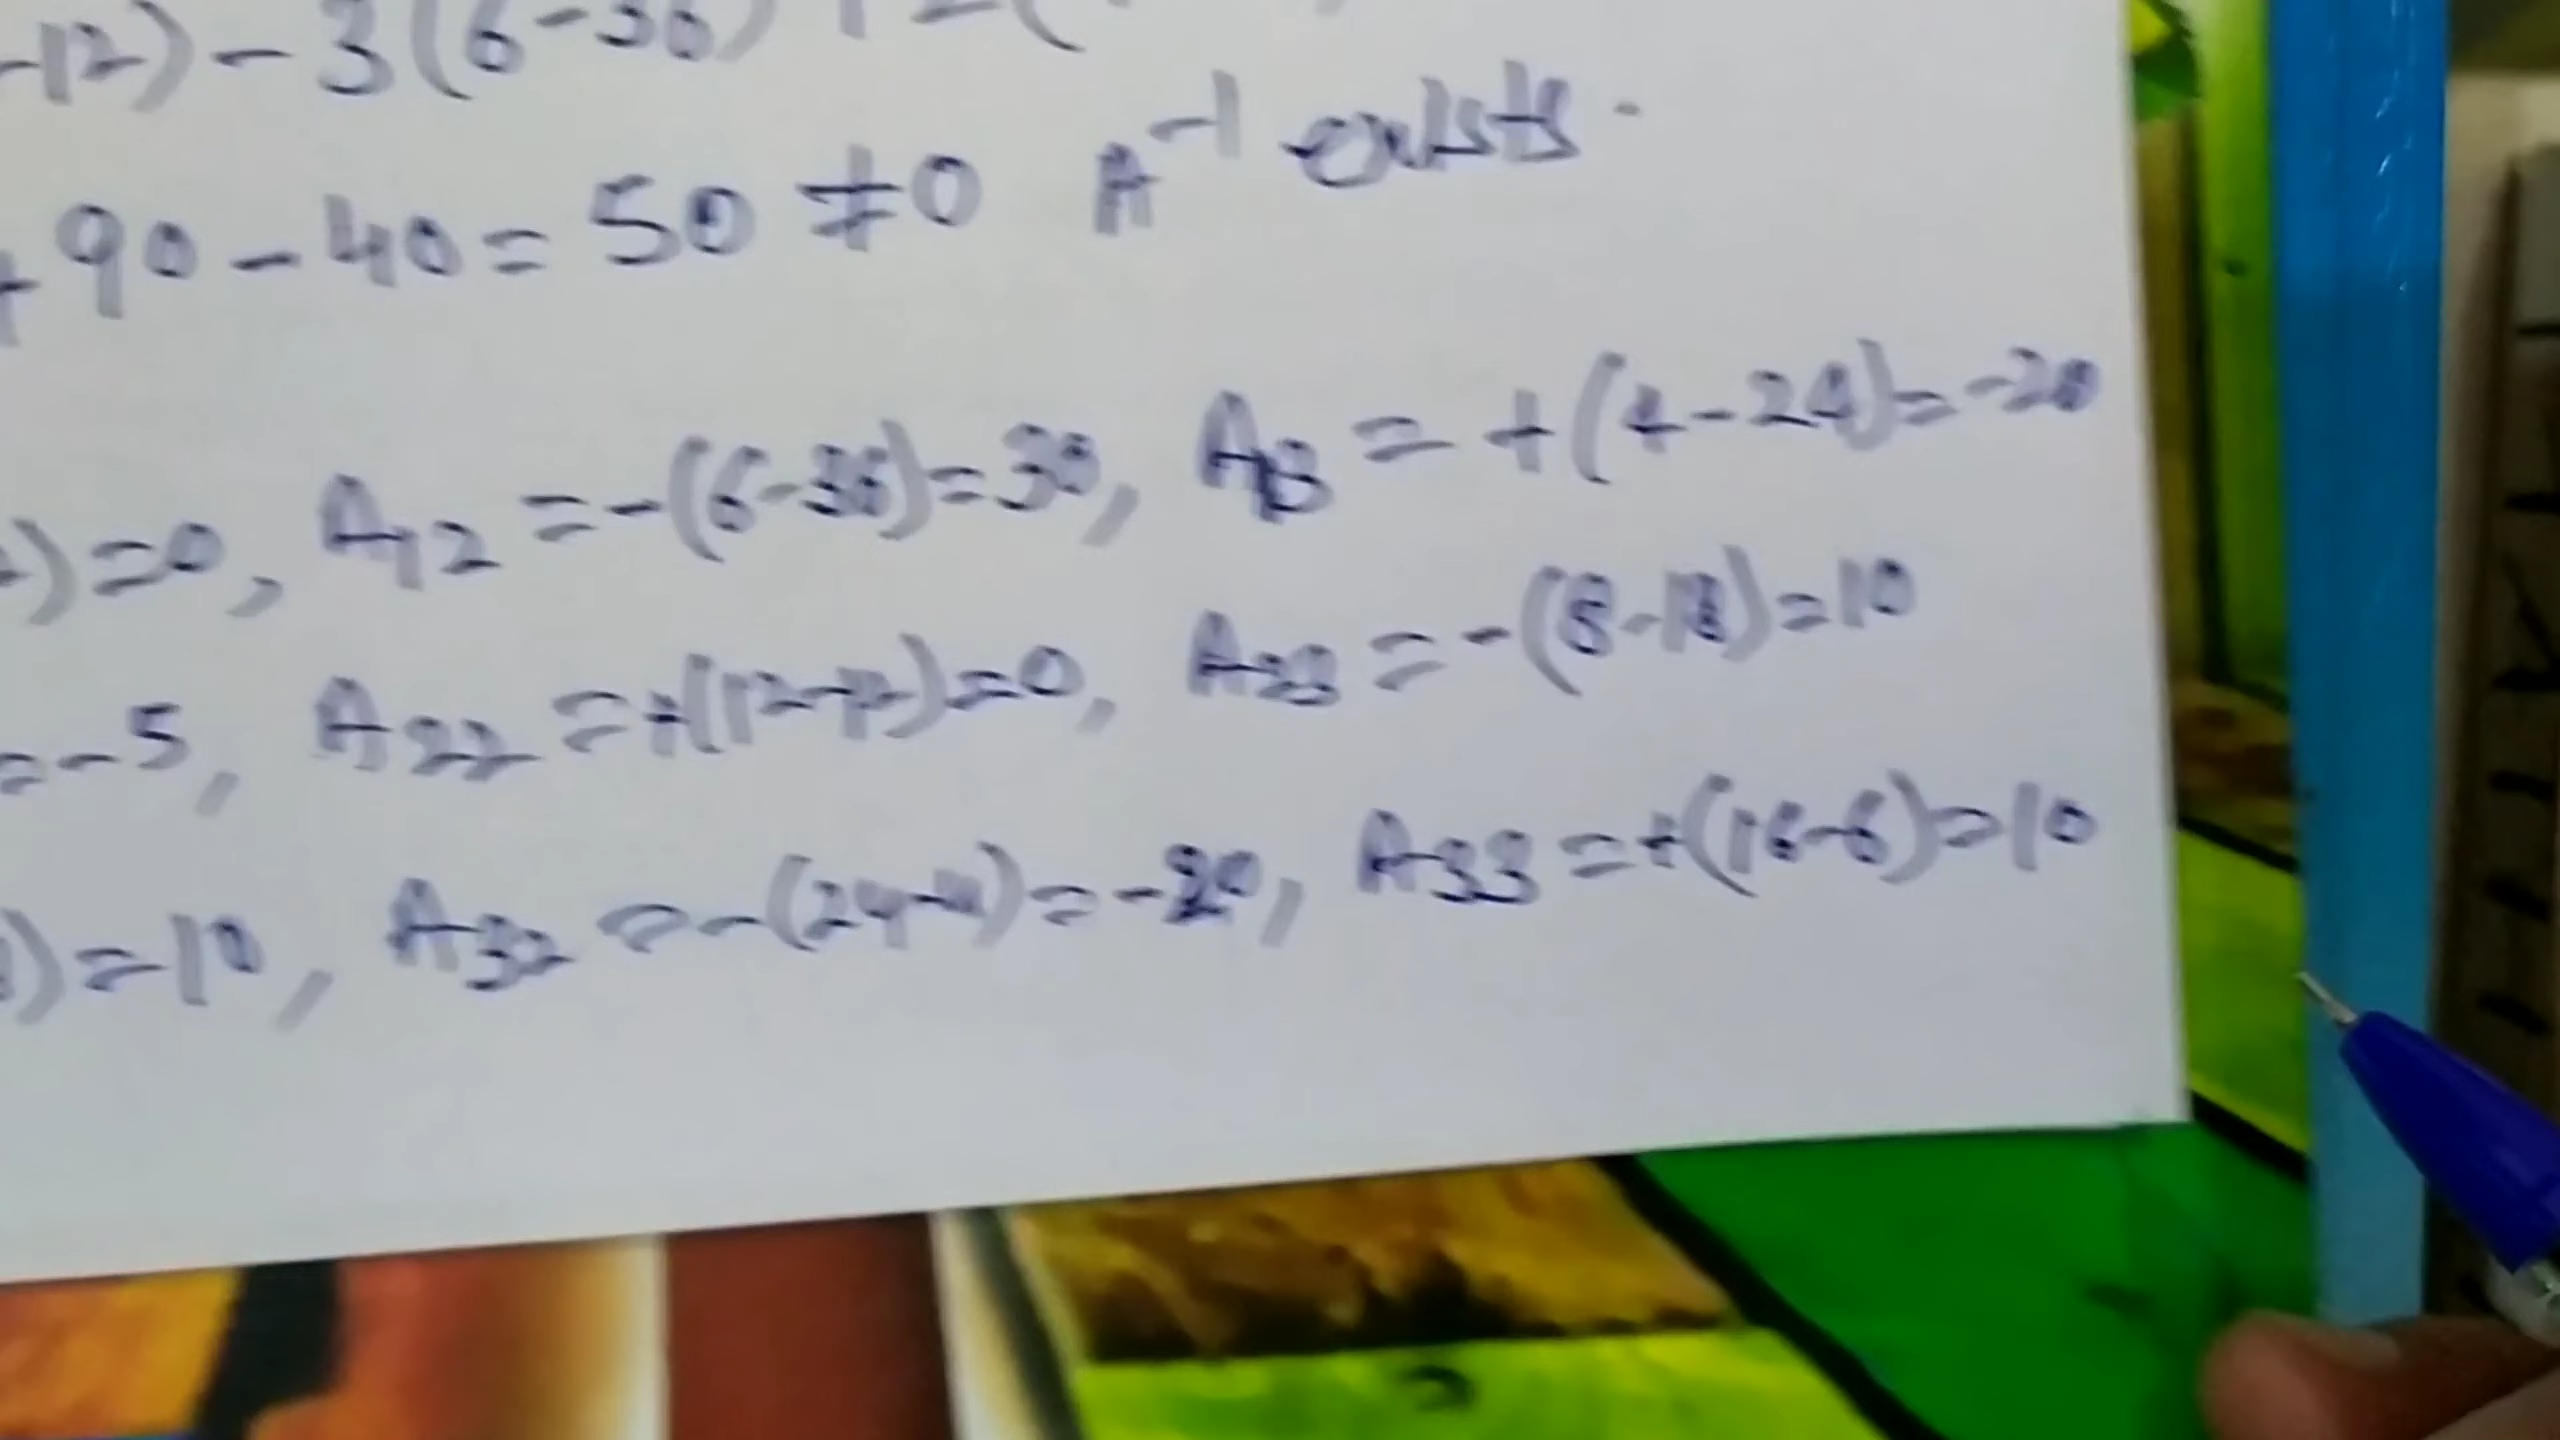 -12) - 3(6-36) + 2(
+ 90 - 40 = 50 ≠ 0 A⁻¹ exists.
)=0, A12 = -(6-36)=30, A13 = +(4-24)=-20
=-5, A22 = +(12-12)=0, A23 = -(8-18)=10
)=10, A32 = -(24-4)=-20, A33 = +(16-6)=10